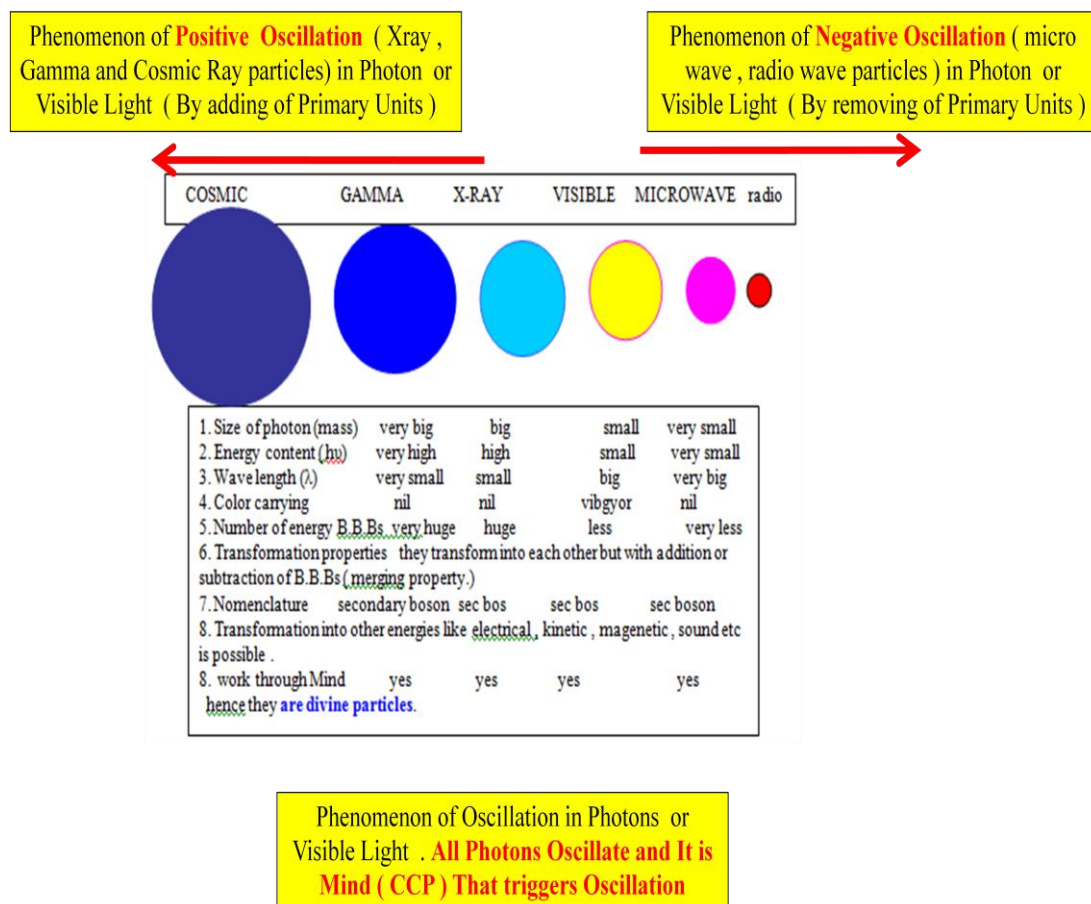 Phenomenon of Positive Oscillation ( Xray ,
Gamma and Cosmic Ray particles) in Photon or
Visible Light ( By adding of Primary Units )
Phenomenon of Negative Oscillation ( micro
wave , radio wave particles ) in Photon or
Visible Light ( By removing of Primary Units )
COSMIC GAMMA X-RAY VISIBLE MICROWAVE radio
1. Size of photon (mass) very big big small very small
2. Energy content (hυ) very high high small very small
3. Wave length (λ) very small small big very big
4. Color carrying nil nil vibgyor nil
5. Number of energy B.B.Bs very huge huge less very less
6. Transformation properties they transform into each other but with addition or
subtraction of B.B.Bs ( merging property.)
7. Nomenclature secondary boson sec bos sec bos sec boson
8. Transformation into other energies like electrical , kinetic , magenetic , sound etc
is possible .
8. work through Mind yes yes yes yes
hence they are divine particles.
Phenomenon of Oscillation in Photons or
Visible Light . All Photons Oscillate and It is
Mind ( CCP ) That triggers Oscillation